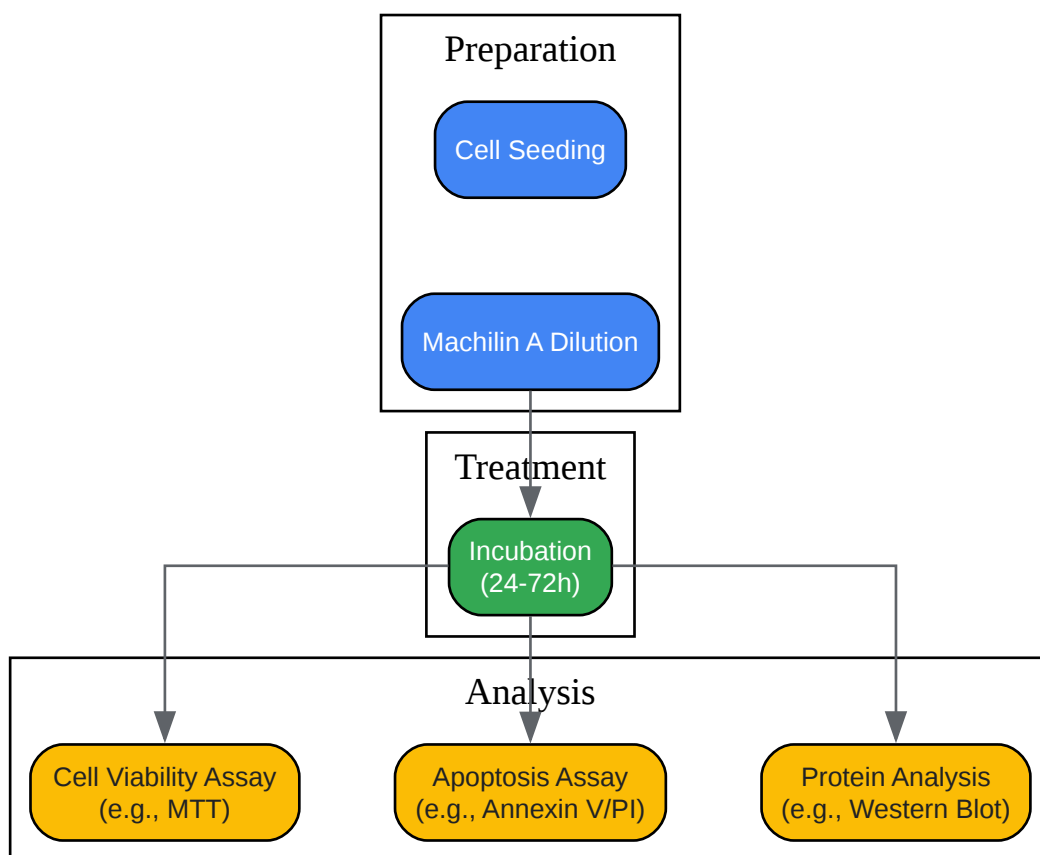 Preparation
Cell Seeding
Machilin A Dilution
Treatment
Incubation
(24-72h)
Analysis
Cell Viability Assay
(e.g., MTT)
Apoptosis Assay
(e.g., Annexin V/PI)
Protein Analysis
(e.g., Western Blot)